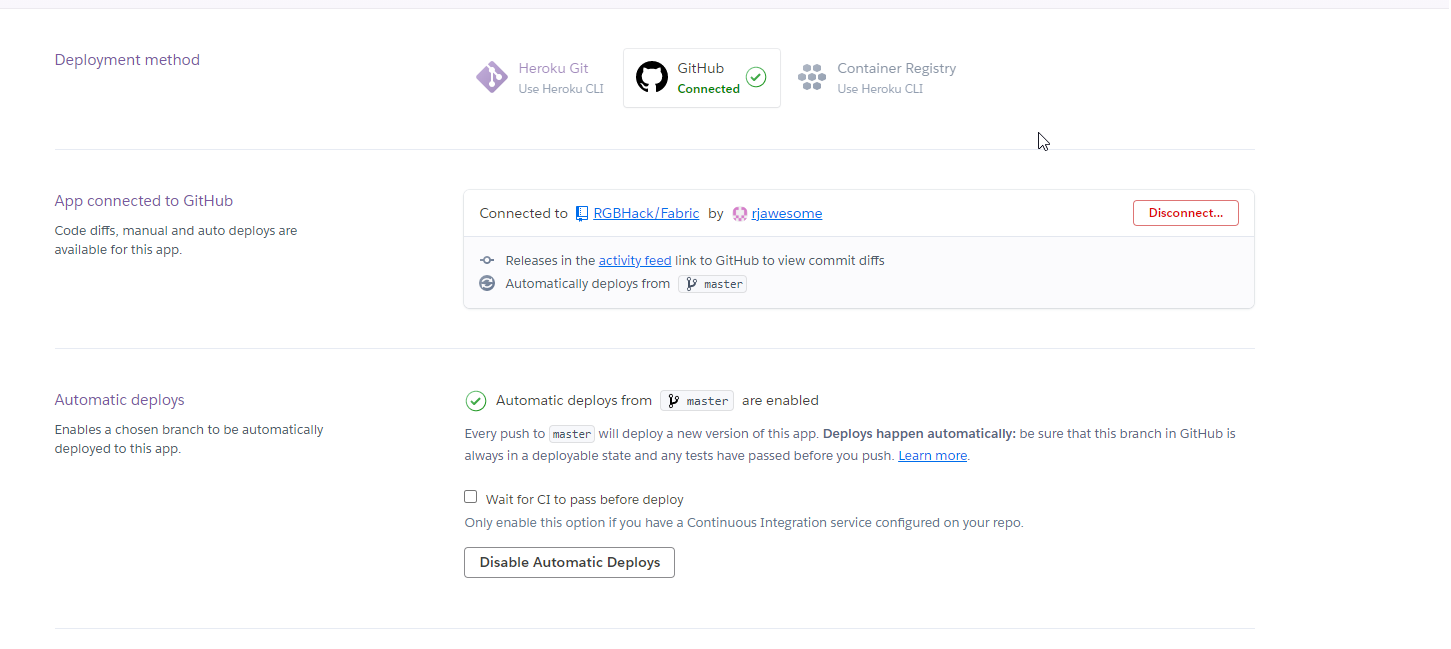 Deployment method
Heroku Git
Use Heroku CLI
GitHub
Connected
Container Registry
Use Heroku CLI
App connected to GitHub
Code diffs, manual and auto deploys are
available for this app.
Connected to RGBHack/Fabric by rjawesome
Disconnect...
Releases in the activity feed link to GitHub to view commit diffs
Automatically deploys from master
Automatic deploys
Enables a chosen branch to be automatically
deployed to this app.
Automatic deploys from master are enabled
Every push to master will deploy a new version of this app. Deploys happen automatically: be sure that this branch in GitHub is
always in a deployable state and any tests have passed before you push. Learn more.
Wait for CI to pass before deploy
Only enable this option if you have a Continuous Integration service configured on your repo.
Disable Automatic Deploys